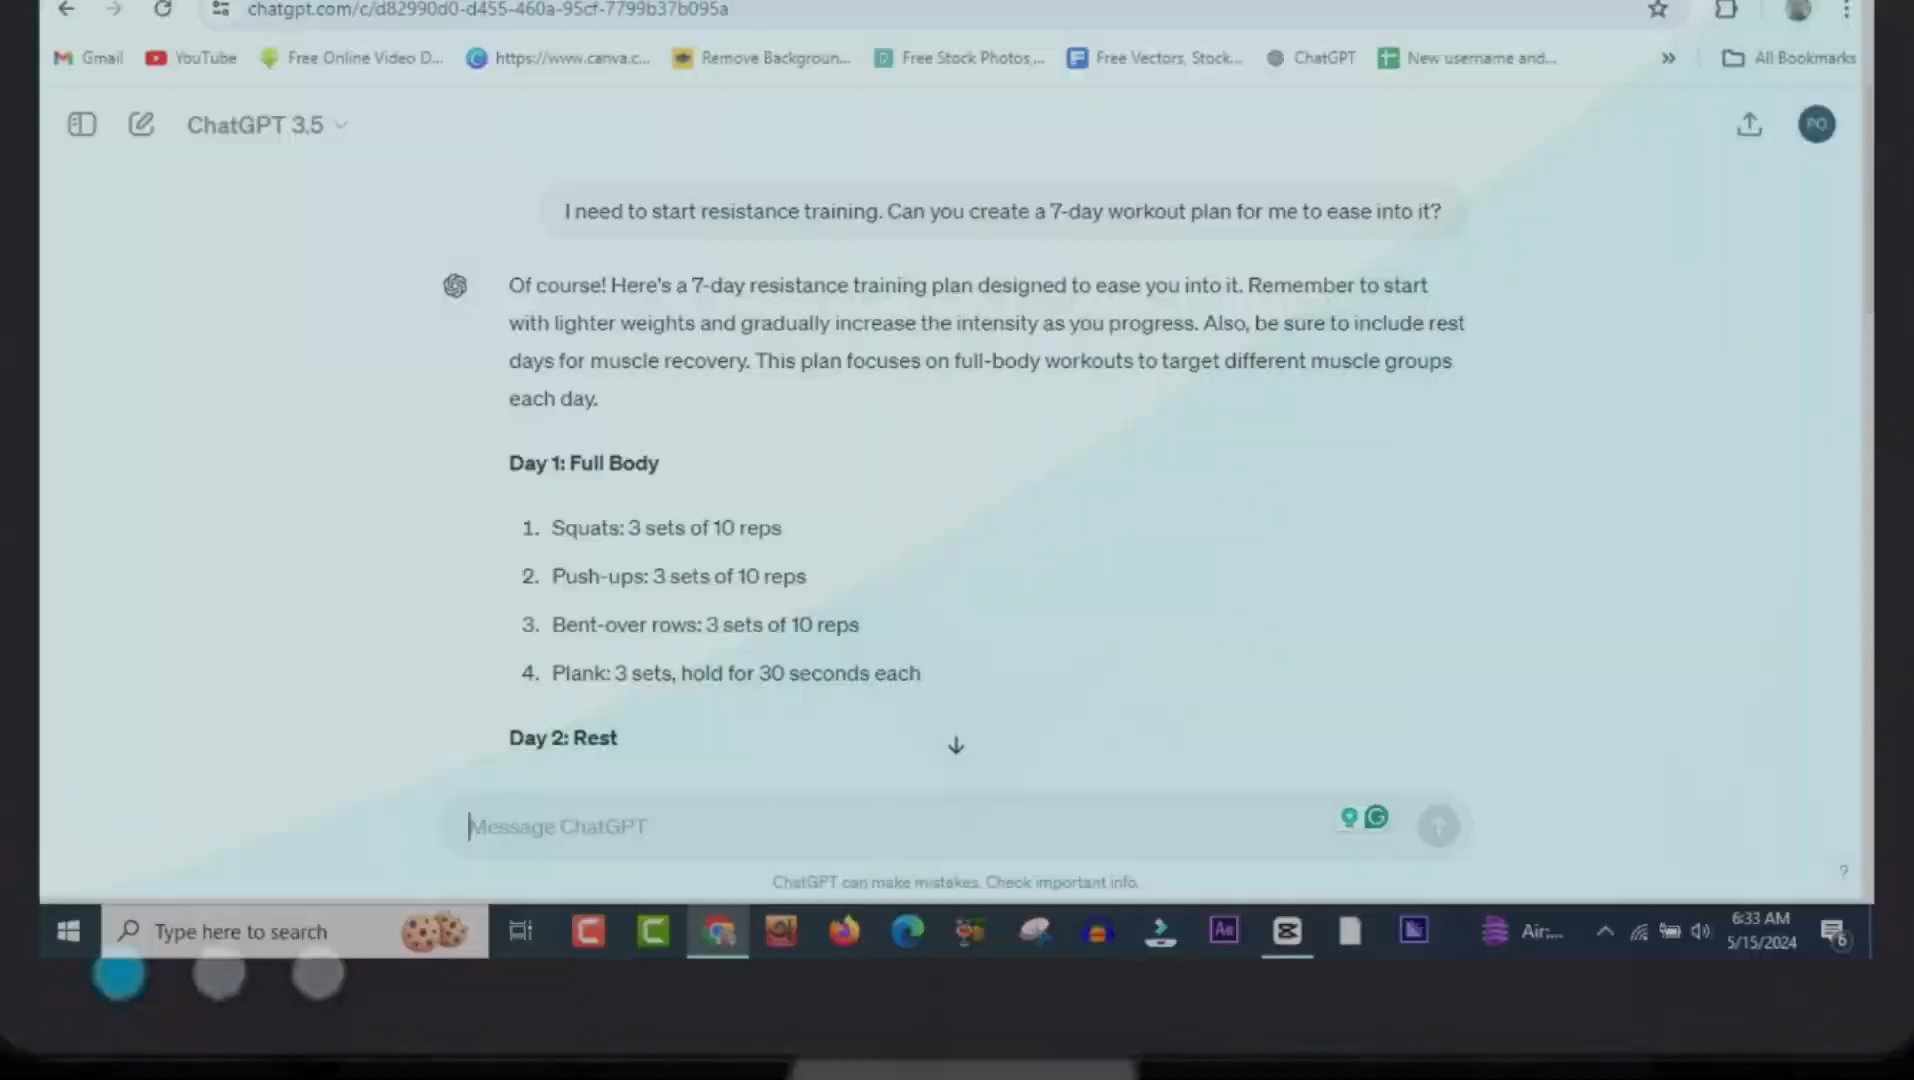 chatgpt.com/c/d82990d0-d455-460a-95cf-7799b37b095a
Gmail YouTube Free Online Video D... https://www.canva.c... Remove Backgroun... Free Stock Photos,... Free Vectors, Stock... ChatGPT New username and... » All Bookmarks
ChatGPT 3.5 PO
I need to start resistance training. Can you create a 7-day workout plan for me to ease into it?
Of course! Here's a 7-day resistance training plan designed to ease you into it. Remember to start
with lighter weights and gradually increase the intensity as you progress. Also, be sure to include rest
days for muscle recovery. This plan focuses on full-body workouts to target different muscle groups
each day.
Day 1: Full Body
1. Squats: 3 sets of 10 reps
2. Push-ups: 3 sets of 10 reps
3. Bent-over rows: 3 sets of 10 reps
4. Plank: 3 sets, hold for 30 seconds each
Day 2: Rest
Message ChatGPT
ChatGPT can make mistakes. Check important info.
?
Type here to search Ae Air:... 6:33 AM
5/15/2024 6